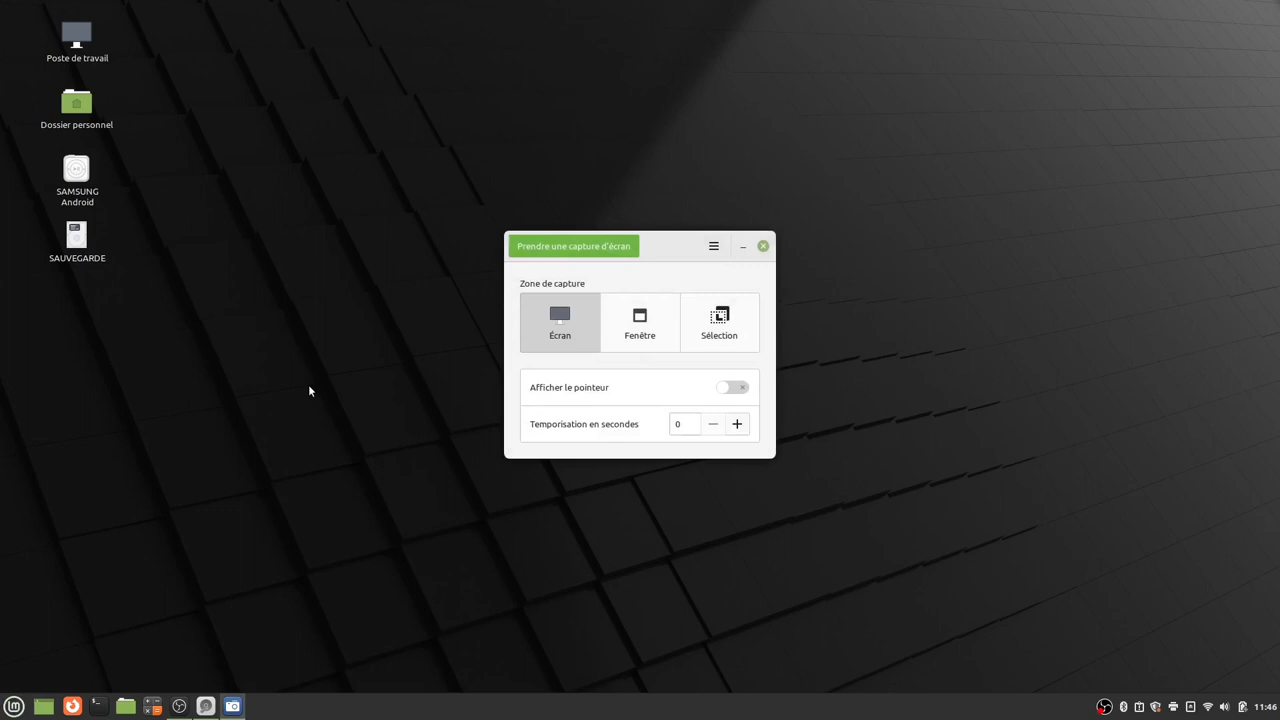 Poste de travail
Dossier personnel
SAMSUNG
Android
SAUVEGARDE
Prendre une capture d'écran
Zone de capture
Écran
Fenêtre
Sélection
Afficher le pointeur
Temporisation en secondes
0
11:46